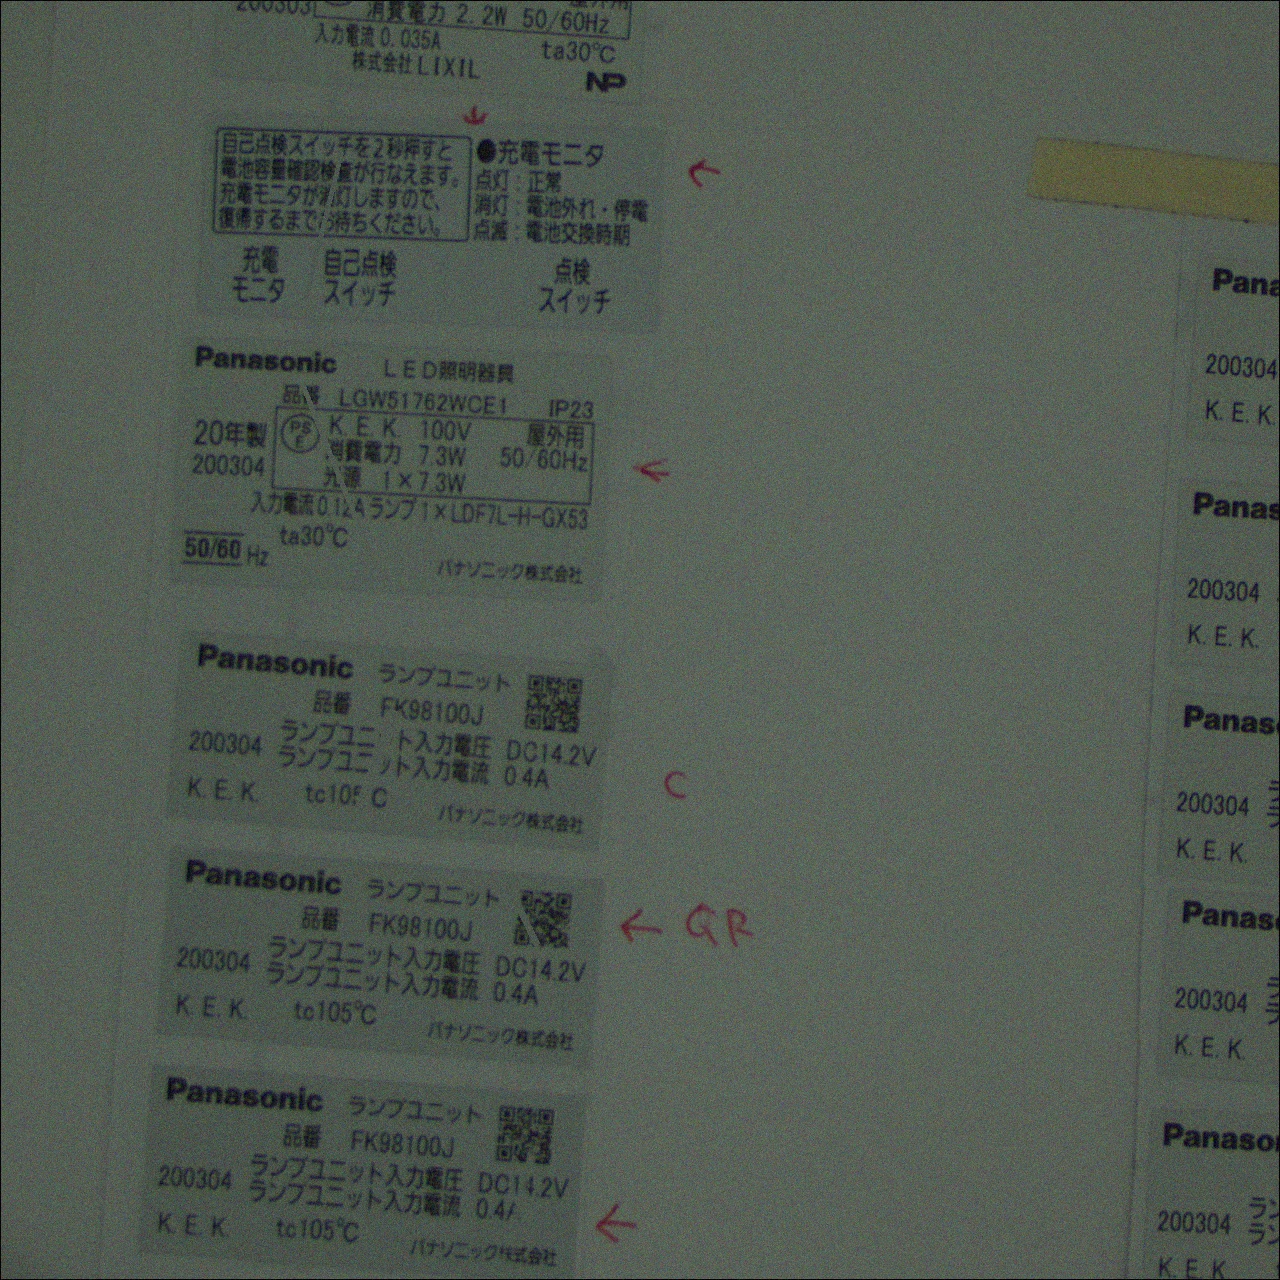 200303
消費電力 2.2W 50/60Hz
入力電流0.035A ta30℃
株式会社LIXIL
NP
自己点検スイッチを2秒押すと
電池容量確認検査が行なえます。
充電モニタが消灯しますので、
復帰するまでお待ちください。
●充電モニタ
点灯:正常
消灯:電池外れ・停電
点滅:電池交換時期
充電
モニタ
自己点検
スイッチ
点検
スイッチ
Panasonic LED照明器具
品番 LGW51762WCE1 IP23
20年製
200304
PS
E
K.E.K. 100V 屋外用
消費電力 7.3W 50/60Hz
光源 1×7.3W
入力電流0.12A ランプ1×LDF7L-H-GX53
50/60 Hz
ta30℃
パナソニック株式会社
Panasonic ランプユニット
品番 FK98100J
200304
ランプユニット入力電圧 DC14.2V
ランプユニット入力電流 0.4A
K.E.K. tc105 C
パナソニック株式会社
C
Panasonic ランプユニット
品番 FK98100J
200304
ランプユニット入力電圧 DC14.2V
ランプユニット入力電流 0.4A
K.E.K. tc105℃
パナソニック株式会社
← QR
Panasonic ランプユニット
品番 FK98100J
200304
ランプユニット入力電圧 DC14.2V
ランプユニット入力電流 0.4A
K.E.K. tc105℃
パナソニック株式会社
Pana
200304
K.E.K.
Panas
200304
K.E.K.
Panas
200304
K.E.K.
Panas
200304
K.E.K.
Panaso
200304
ラン
ラン
K.E.K